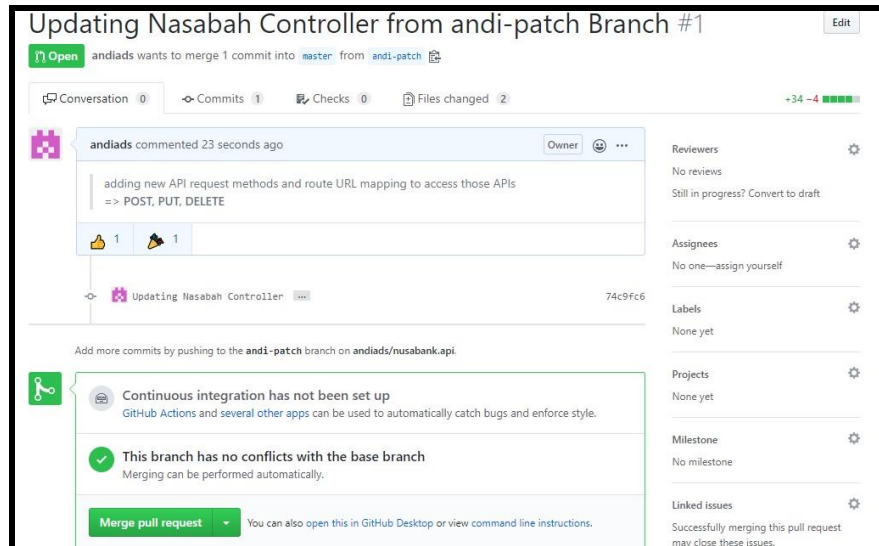 Updating Nasabah Controller from andi-patch Branch #1
Edit
Open andiads wants to merge 1 commit into master from andi-patch
Conversation 0 Commits 1 Checks 0 Files changed 2 +34 −4
andiads commented 23 seconds ago Owner
adding new API request methods and route URL mapping to access those APIs
=> POST, PUT, DELETE
1 1
Updating Nasabah Controller ... 74c9fc6
Add more commits by pushing to the andi-patch branch on andiads/nusabank.api.
Continuous integration has not been set up
GitHub Actions and several other apps can be used to automatically catch bugs and enforce style.
This branch has no conflicts with the base branch
Merging can be performed automatically.
Merge pull request You can also open this in GitHub Desktop or view command line instructions.
Reviewers
No reviews
Still in progress? Convert to draft
Assignees
No one—assign yourself
Labels
None yet
Projects
None yet
Milestone
No milestone
Linked issues
Successfully merging this pull request
may close these issues.